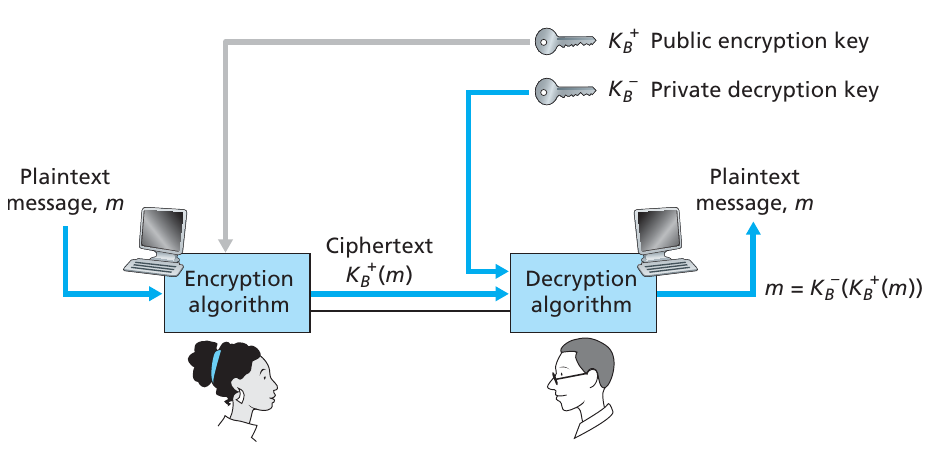 K_B^+ Public encryption key
K_B^− Private decryption key
Plaintext
message, m
Plaintext
message, m
Ciphertext
K_B^+(m)
Encryption
algorithm
Decryption
algorithm
m = K_B^−(K_B^+(m))